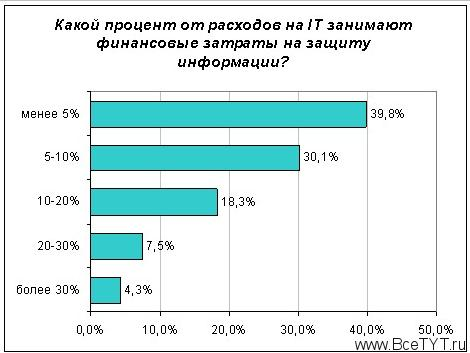 Какой процент от расходов на IT занимают
финансовые затраты на защиту
информации?
менее 5%
39,8%
5-10%
30,1%
10-20%
18,3%
20-30%
7,5%
более 30%
4,3%
0,0% 10,0% 20,0% 30,0% 40,0% 50,0%
www.ВсеТУТ.ru